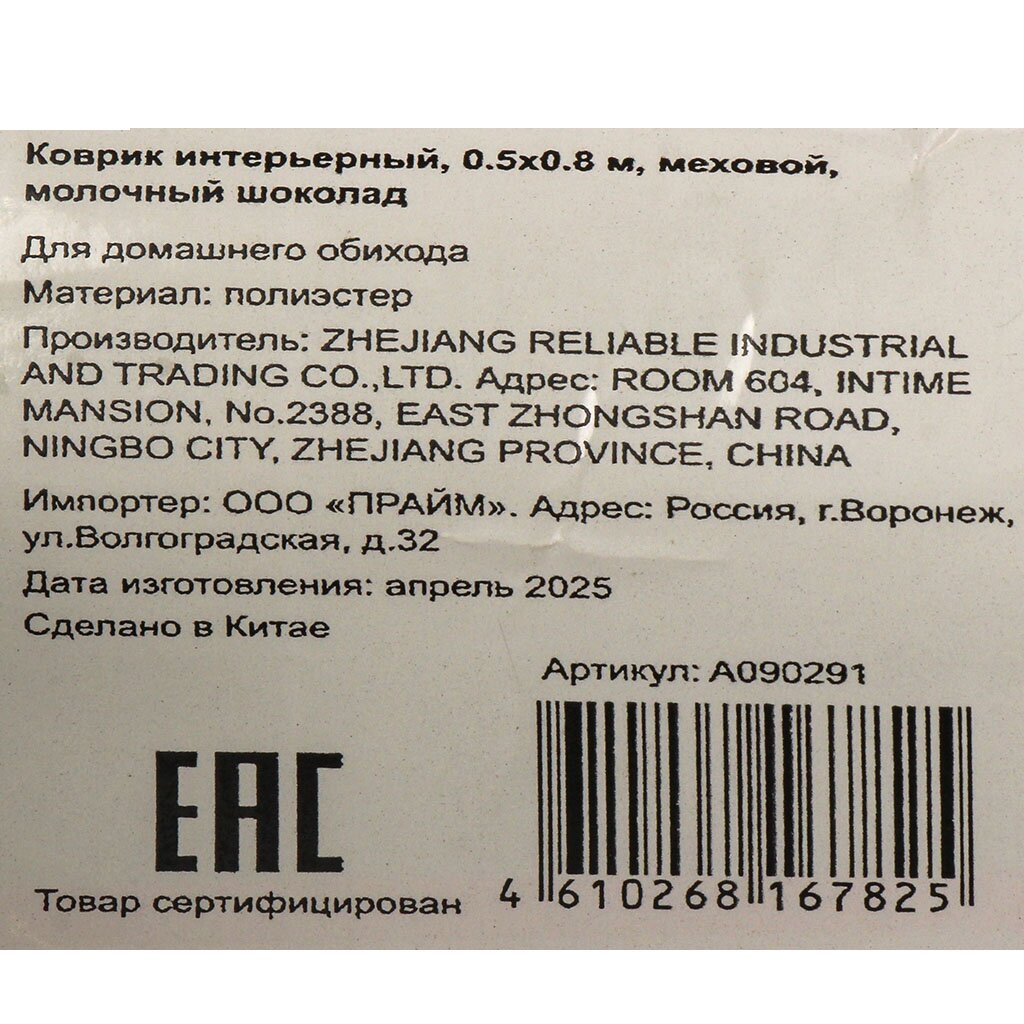 Коврик интерьерный, 0.5х0.8 м, меховой,
молочный шоколад
Для домашнего обихода
Материал: полиэстер
Производитель: ZHEJIANG RELIABLE INDUSTRIAL
AND TRADING CO.,LTD. Адрес: ROOM 604, INTIME
MANSION, No.2388, EAST ZHONGSHAN ROAD,
NINGBO CITY, ZHEJIANG PROVINCE, CHINA
Импортер: ООО «ПРАЙМ». Адрес: Россия, г.Воронеж,
ул.Волгоградская, д.32
Дата изготовления: апрель 2025
Сделано в Китае
Артикул: A090291
EAC
Товар сертифицирован
4 610268 167825